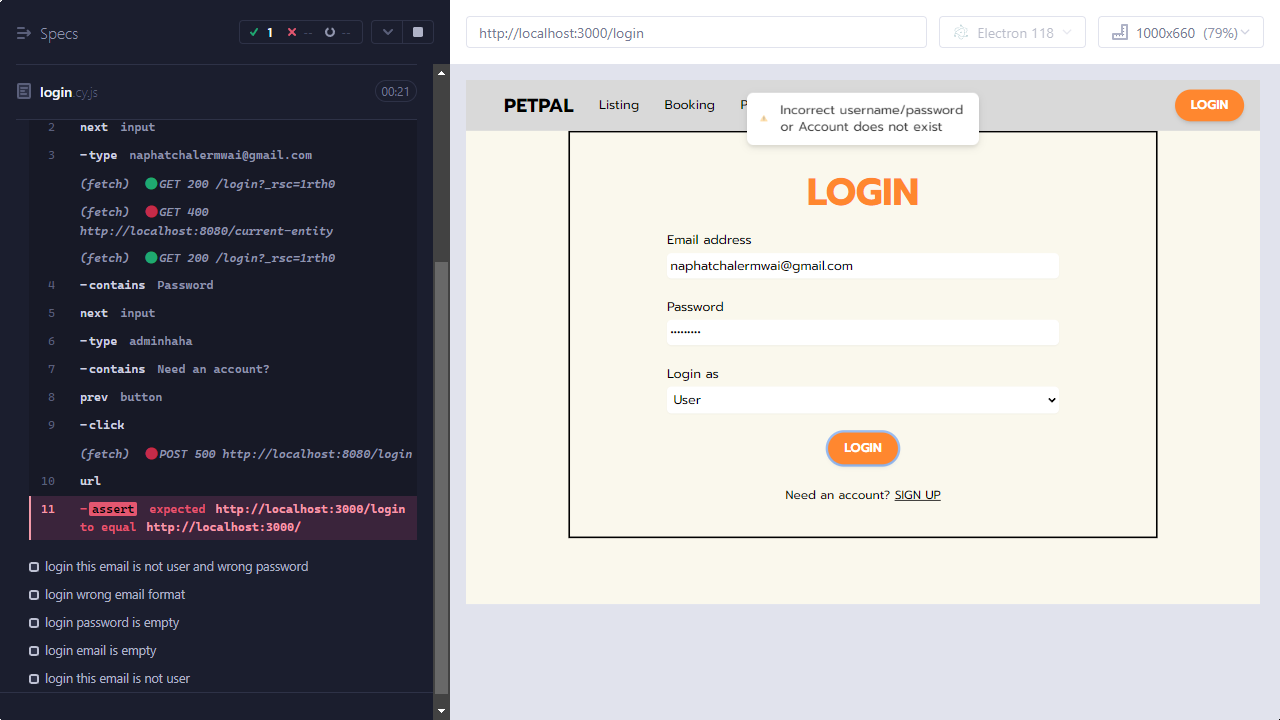 Specs
1
--
--
login.cy.js
00:21
2 next input
3 -type naphatchalermwai@gmail.com
(fetch) GET 200 /login?_rsc=1rth0
(fetch) GET 400
http://localhost:8080/current-entity
(fetch) GET 200 /login?_rsc=1rth0
4 -contains Password
5 next input
6 -type adminhaha
7 -contains Need an account?
8 prev button
9 -click
(fetch) POST 500 http://localhost:8080/login
10 url
11 -assert expected http://localhost:3000/login
to equal http://localhost:3000/
login this email is not user and wrong password
login wrong email format
login password is empty
login email is empty
login this email is not user
http://localhost:3000/login
Electron 118
1000x660 (79%)
PETPAL Listing Booking P
Incorrect username/password
or Account does not exist
LOGIN
LOGIN
Email address
naphatchalermwai@gmail.com
Password
•••••••••
Login as
User
LOGIN
Need an account? SIGN UP